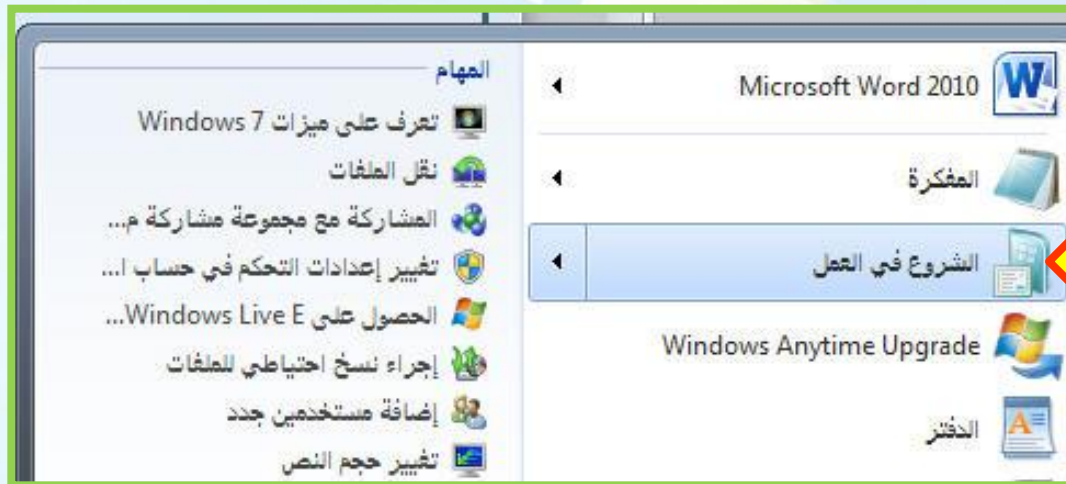 Microsoft Word 2010
المفكرة
الشروع في العمل
Windows Anytime Upgrade
الدفتر
المهام
تعرف على ميزات Windows 7
نقل الملفات
المشاركة مع مجموعة مشاركة م...
تغيير إعدادات التحكم في حساب ا...
الحصول على Windows Live E...
إجراء نسخ احتياطي للملفات
إضافة مستخدمين جدد
تغيير حجم النص